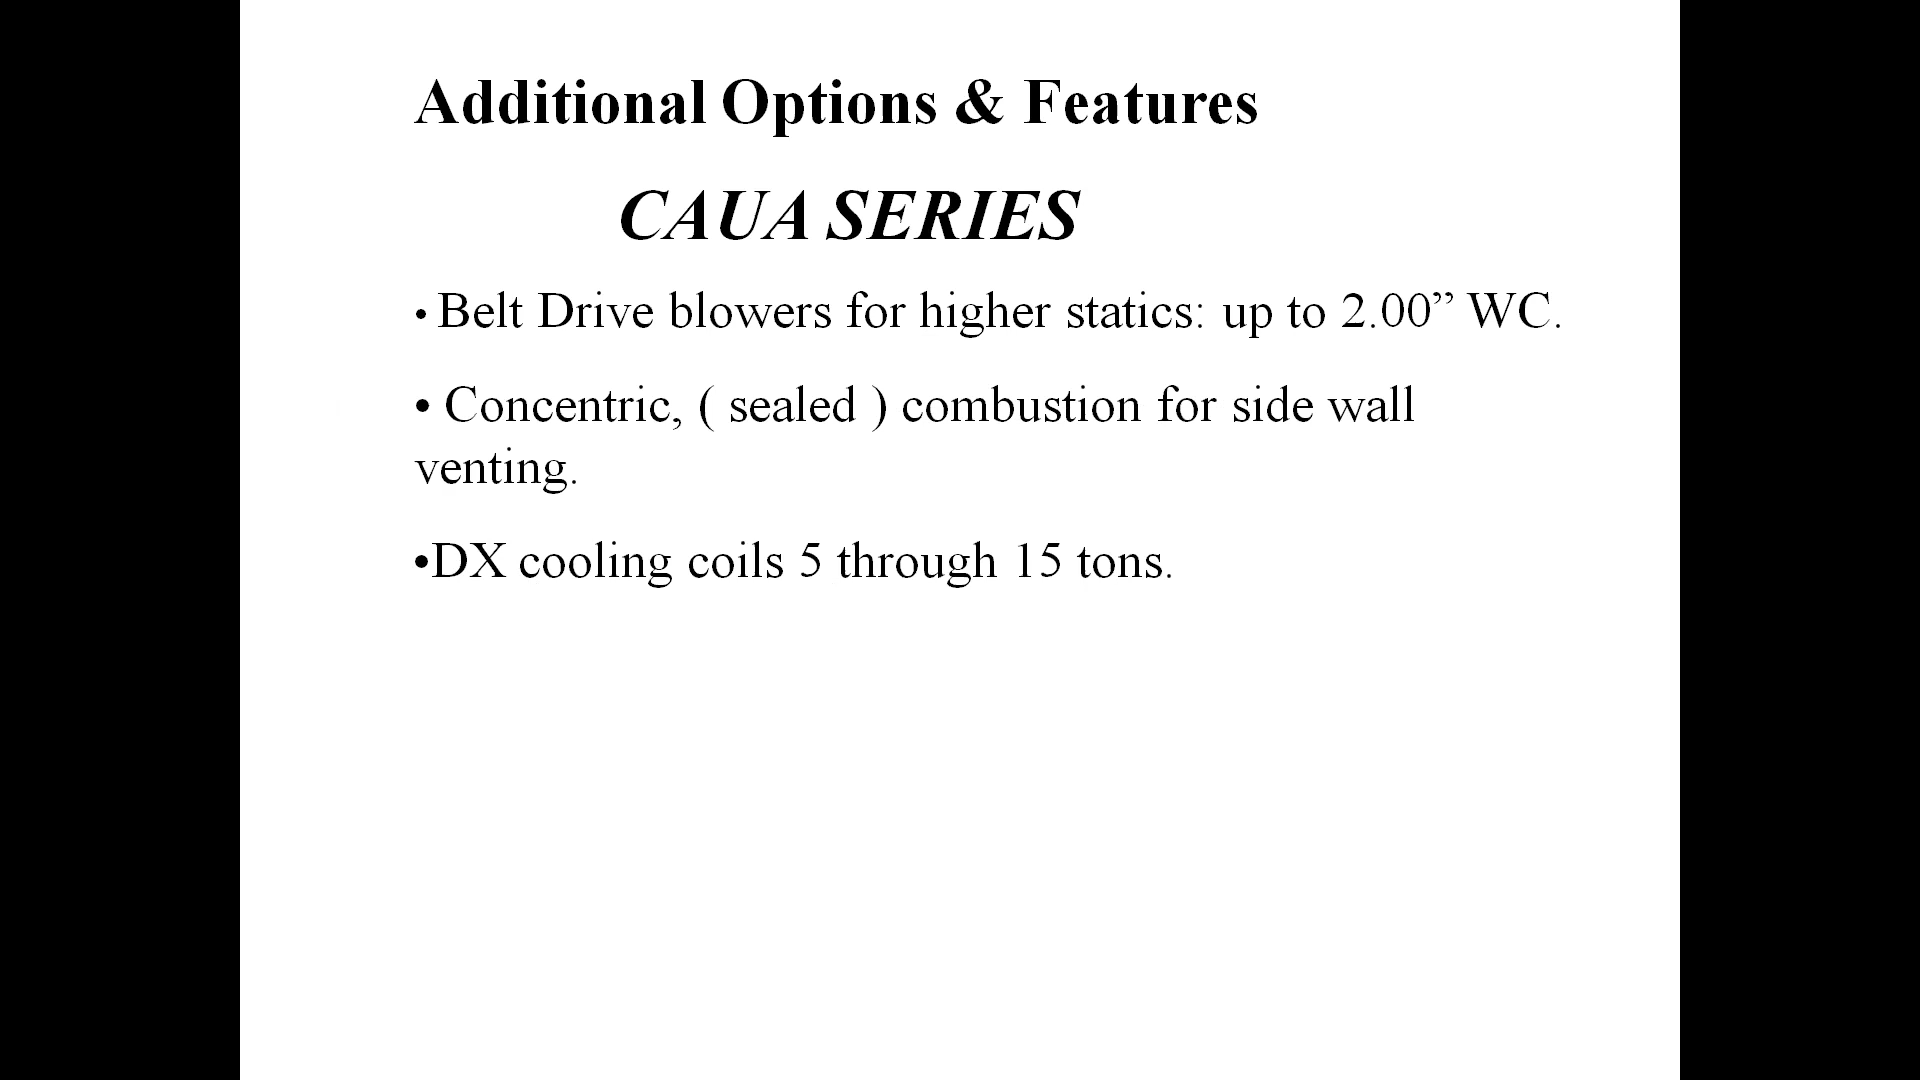 Additional Options & Features
CAUA SERIES
• Belt Drive blowers for higher statics: up to 2.00” WC.
• Concentric, ( sealed ) combustion for side wall
venting.
•DX cooling coils 5 through 15 tons.